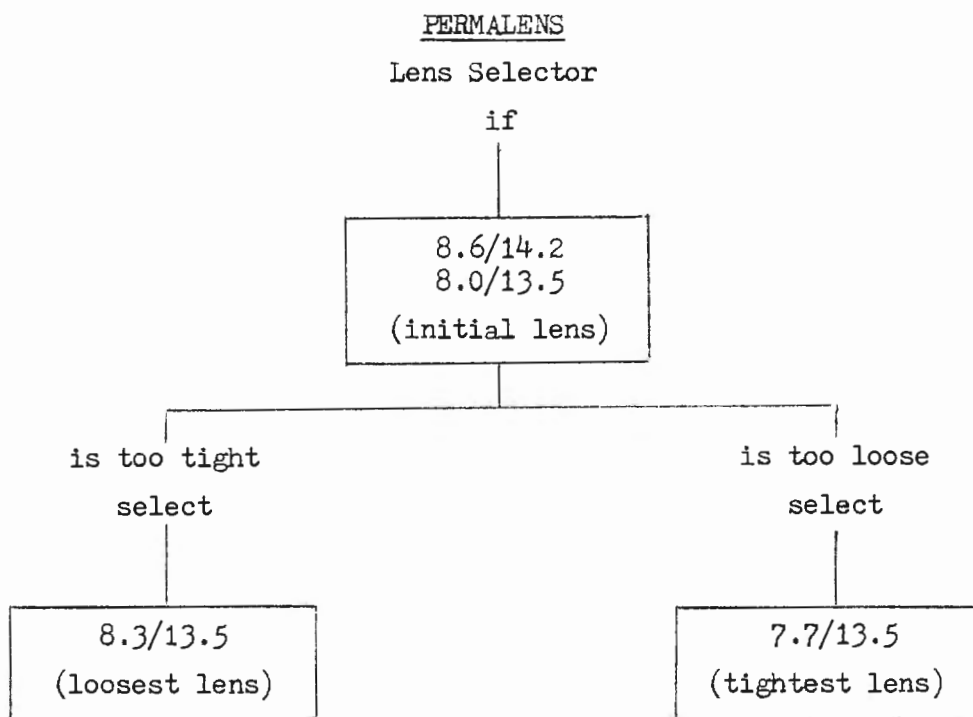 PERMALENS
Lens Selector
if
8.6/14.2
8.0/13.5
(initial lens)
is too tight
select
8.3/13.5
(loosest lens)
is too loose
select
7.7/13.5
(tightest lens)